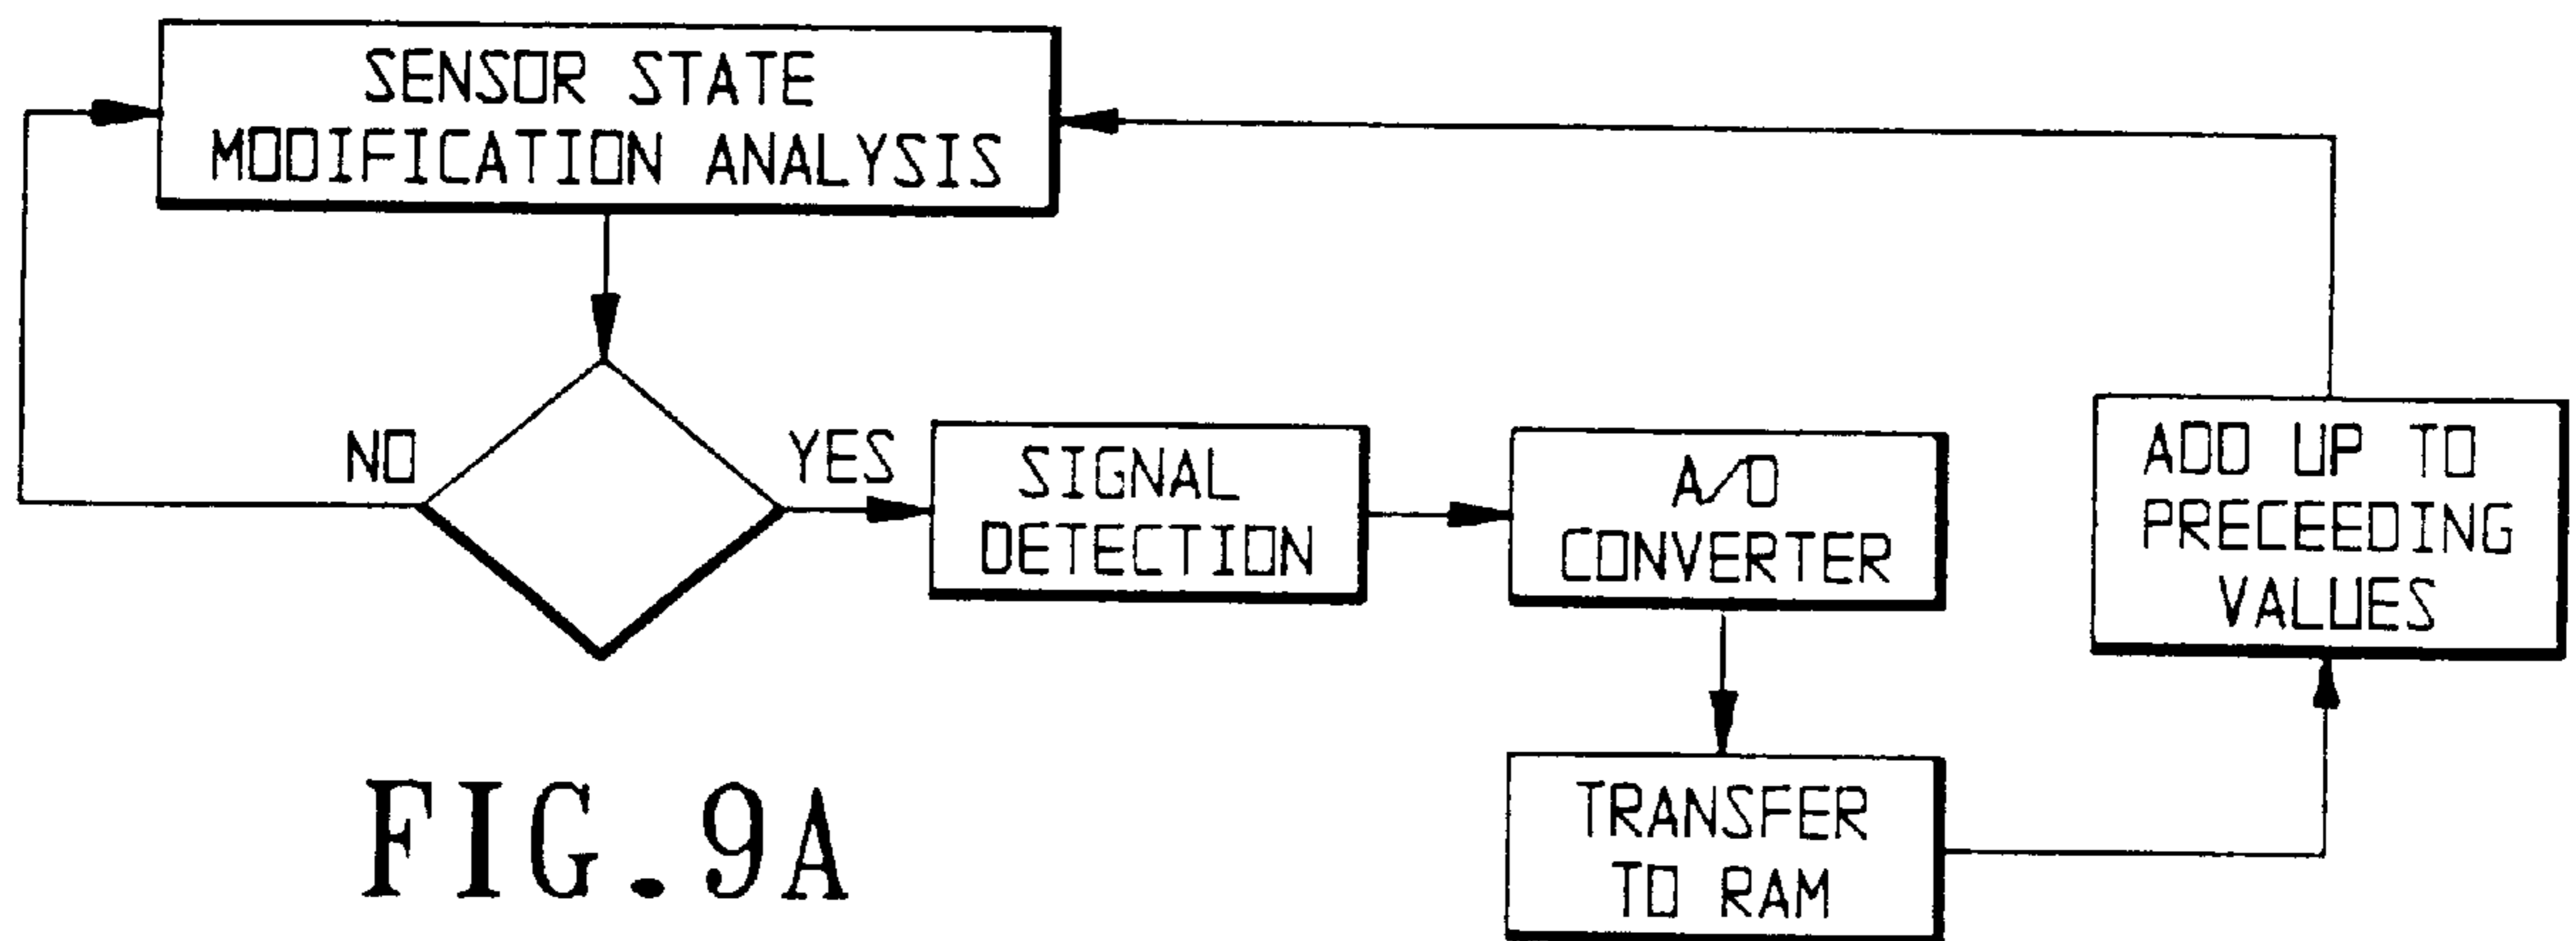 SENSOR STATE
MODIFICATION ANALYSIS
NO
YES
SIGNAL
DETECTION
A/D
CONVERTER
TRANSFER
TO RAM
ADD UP TO
PRECEEDING
VALUES
FIG.9A